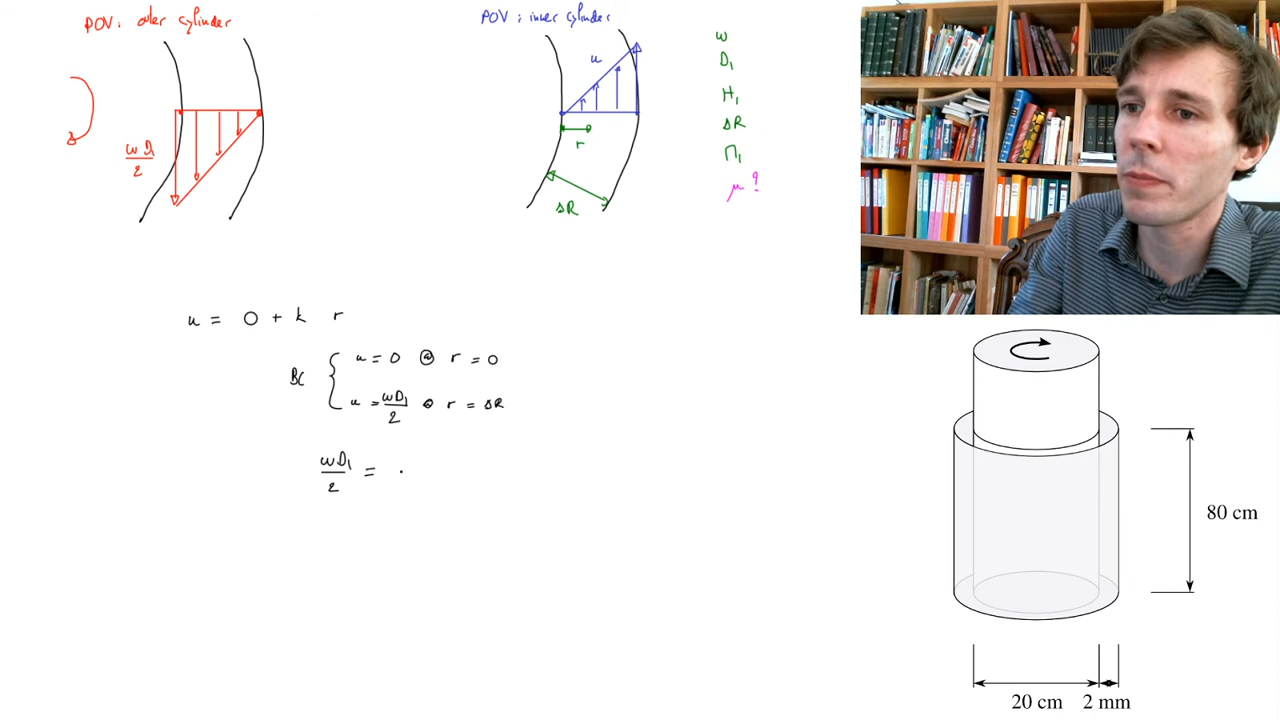 POV: outer cylinder
ωD₁
2
POV: inner cylinder
u
r
ΔR
ω
D₁
H₁
ΔR
M₁
μ ?
u = 0 + k r
BC { u = 0 @ r = 0
u = ωD₁/2 @ r = ΔR
ωD₁/2 =
80 cm
20 cm 2 mm